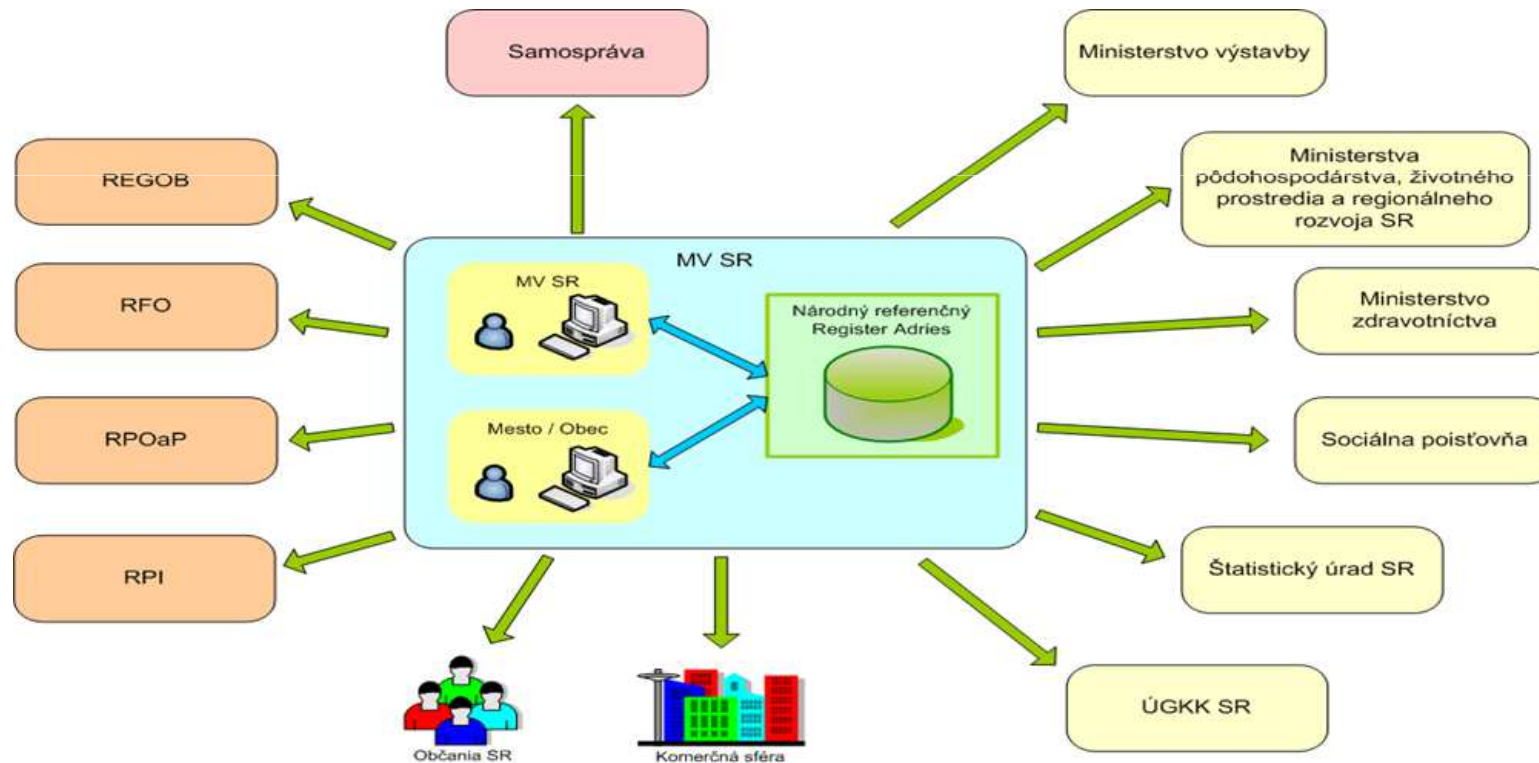 Samospráva
Ministerstvo výstavby
REGOB
Ministerstva
pôdohospodárstva, životného
prostredia a regionálneho
rozvoja SR
MV SR
MV SR
Národný referenčný
Register Adries
RFO
Ministerstvo
zdravotníctva
RPOaP
Mesto / Obec
Sociálna poisťovňa
RPI
Štatistický úrad SR
ÚGKK SR
Občania SR
Komerčná sféra